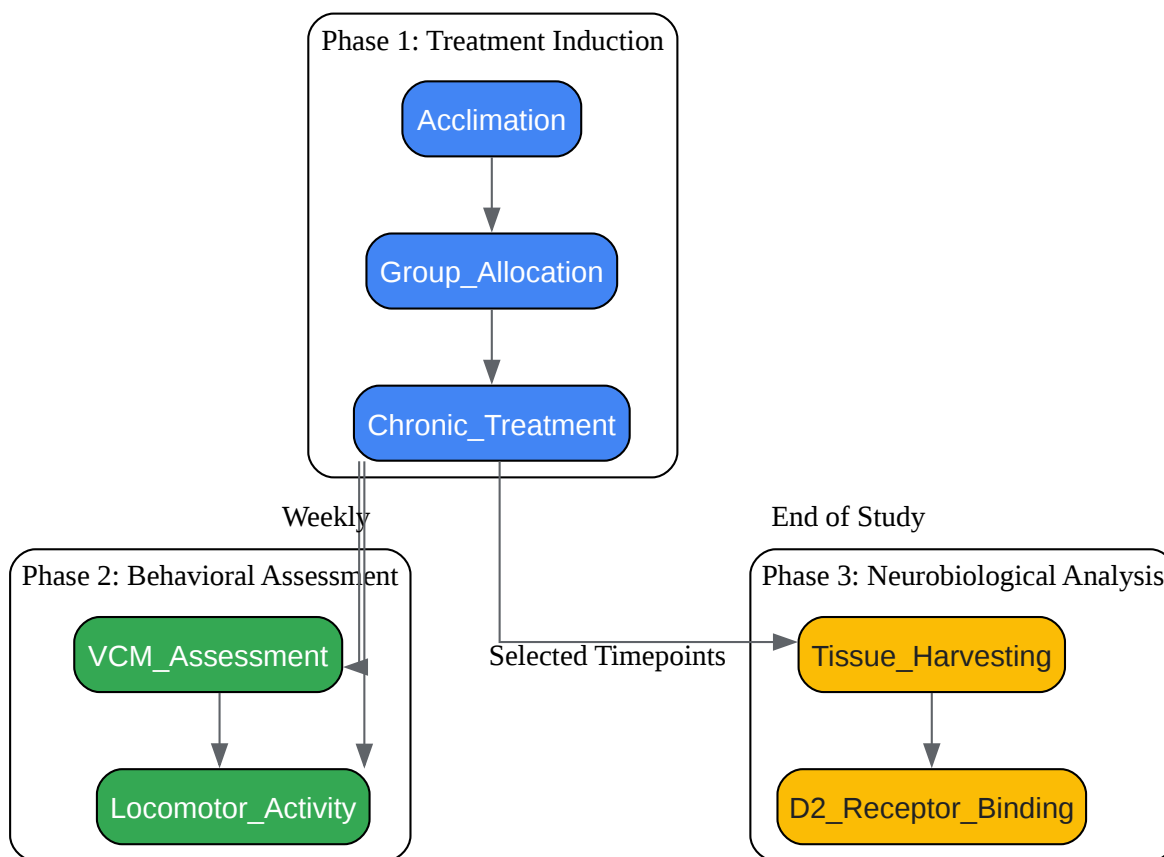 Phase 1: Treatment Induction
Acclimation
Group_Allocation
Chronic_Treatment
Weekly
End of Study
Phase 2: Behavioral Assessment
Phase 3: Neurobiological Analysis
VCM_Assessment
Selected Timepoints
Tissue_Harvesting
Locomotor_Activity
D2_Receptor_Binding